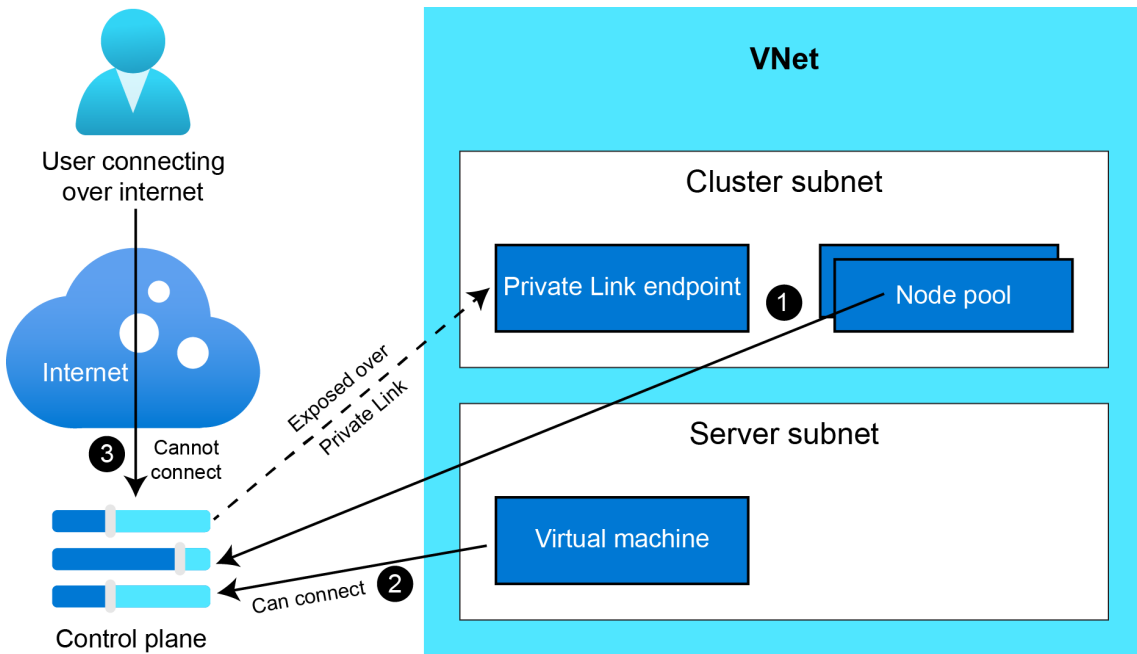 VNet
User connecting
over internet
Cluster subnet
Private Link endpoint
1
Node pool
Internet
Exposed over
Private Link
3
Cannot
connect
Server subnet
Virtual machine
Can connect
2
Control plane